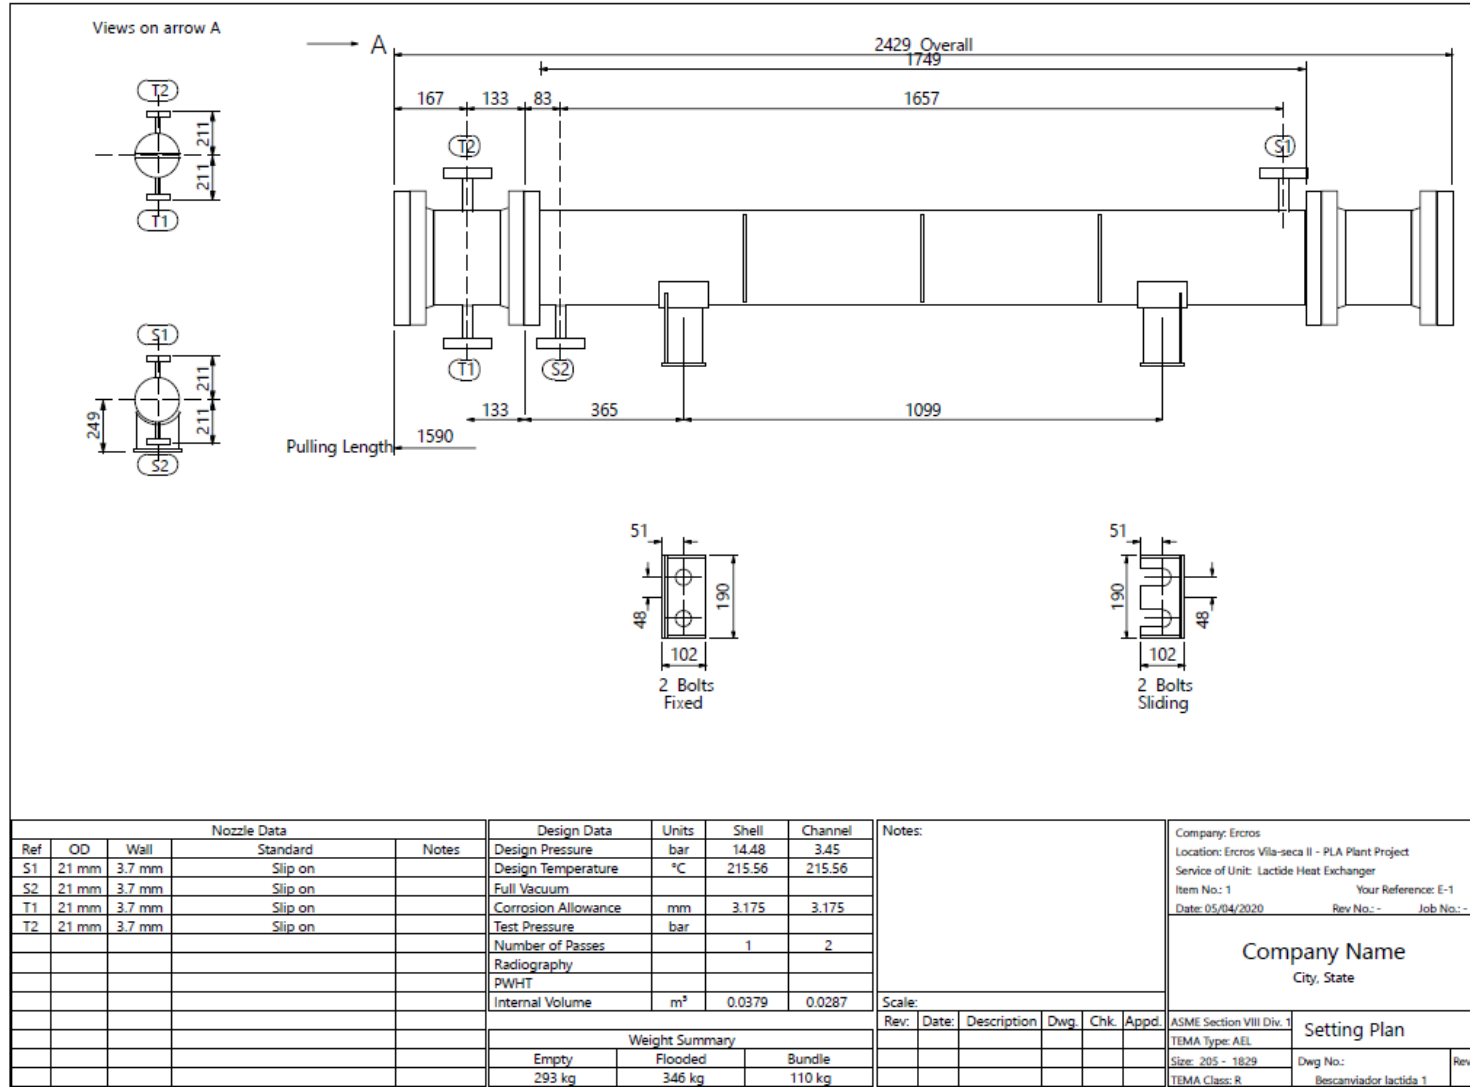 Views on arrow A
A
2429 Overall
1749
167 133 83 1657
T2
211
211
T1
T2
S1
T1
S2
S1
211
211
249
S2
133 365 1099
Pulling Length 1590
51
190
48
102
2 Bolts
Fixed
51
190
48
102
2 Bolts
Sliding
Nozzle Data
Ref OD Wall Standard Notes
S1 21 mm 3.7 mm Slip on
S2 21 mm 3.7 mm Slip on
T1 21 mm 3.7 mm Slip on
T2 21 mm 3.7 mm Slip on
Design Data Units Shell Channel
Design Pressure bar 14.48 3.45
Design Temperature °C 215.56 215.56
Full Vacuum
Corrosion Allowance mm 3.175 3.175
Test Pressure bar
Number of Passes 1 2
Radiography
PWHT
Internal Volume m³ 0.0379 0.0287
Weight Summary
Empty Flooded Bundle
293 kg 346 kg 110 kg
Notes:
Scale:
Rev: Date: Description Dwg. Chk. Appd.
Company: Ercros
Location: Ercros Vila-seca II - PLA Plant Project
Service of Unit: Lactide Heat Exchanger
Item No.: 1 Your Reference: E-1
Date: 05/04/2020 Rev No.: - Job No.: -
Company Name
City, State
ASME Section VIII Div. 1
TEMA Type: AEL
Size: 205 - 1829
TEMA Class: R
Setting Plan
Dwg No.: Rev
Bescanviador lactida 1